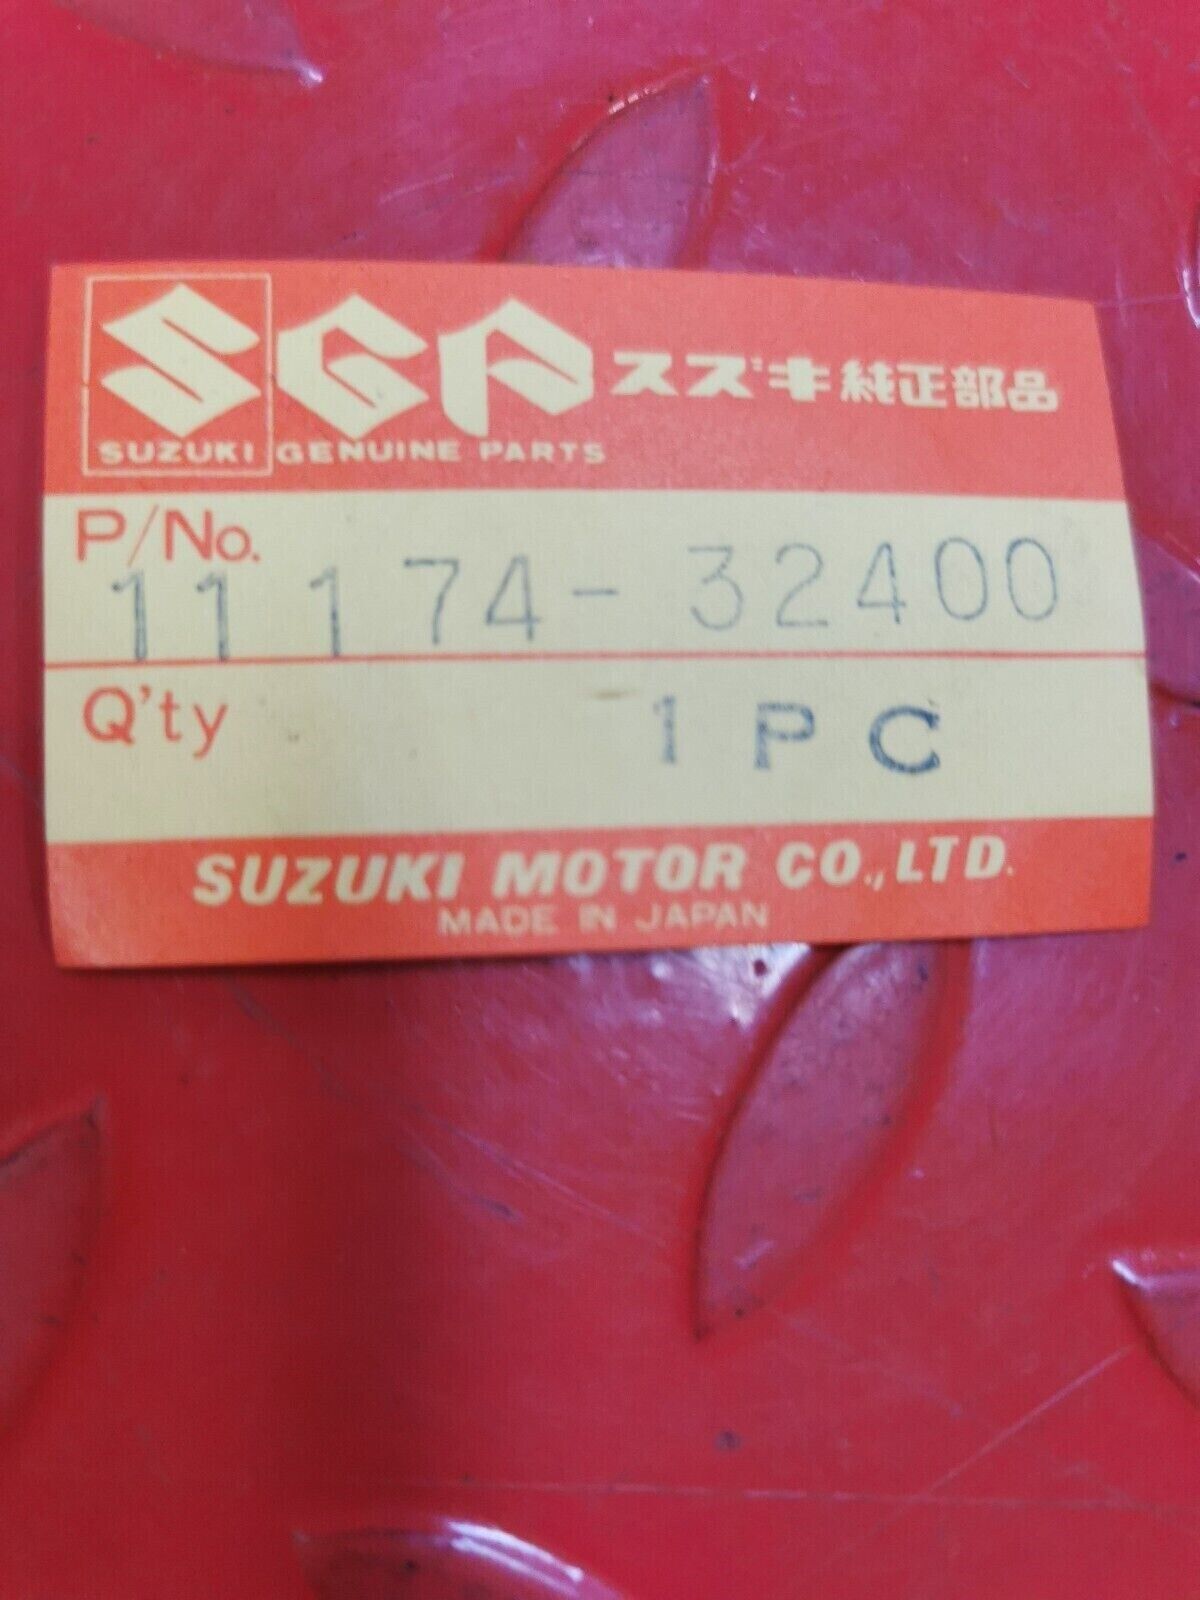 SGP スズキ純正部品
SUZUKI GENUINE PARTS
P/No.
11174-32400
Q'ty 1PC
SUZUKI MOTOR CO., LTD.
MADE IN JAPAN